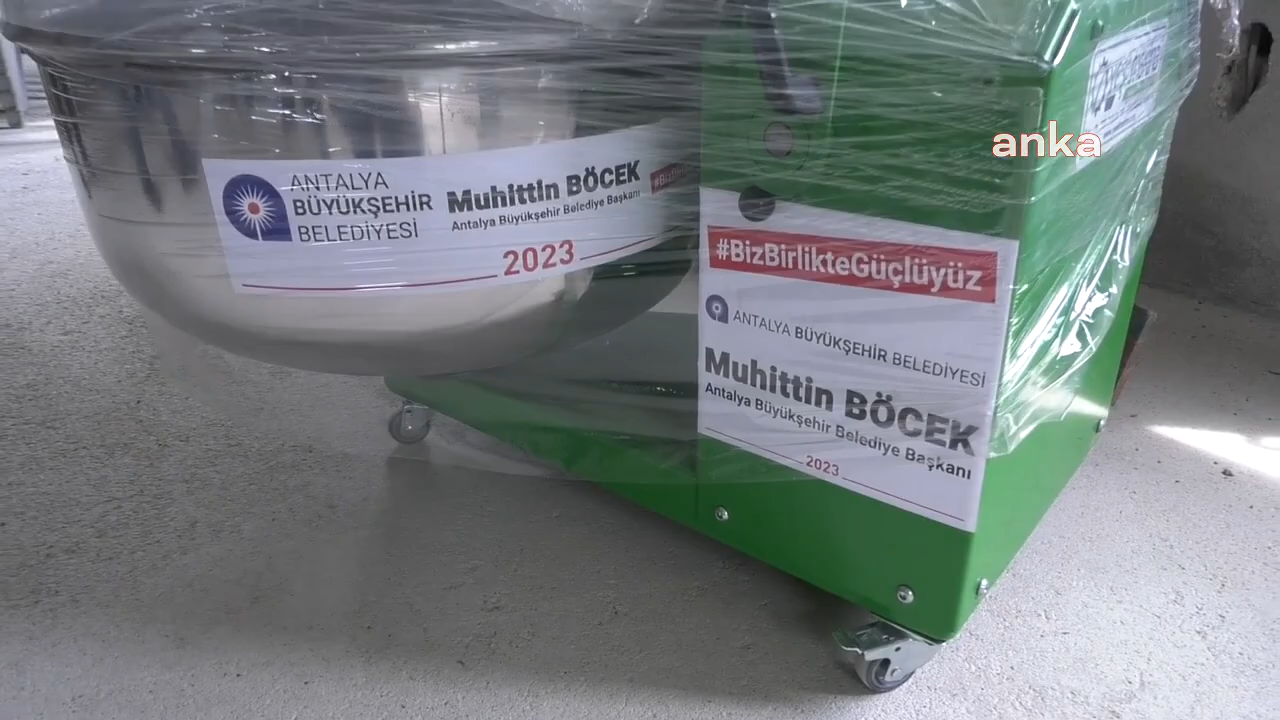 anka
ANTALYA
BÜYÜKŞEHİR
BELEDİYESİ
Muhittin BÖCEK
Antalya Büyükşehir Belediye Başkanı
2023
#BizBirlikteGüçlüyüz
ANTALYA BÜYÜKŞEHİR BELEDİYESİ
Muhittin BÖCEK
Antalya Büyükşehir Belediye Başkanı
2023